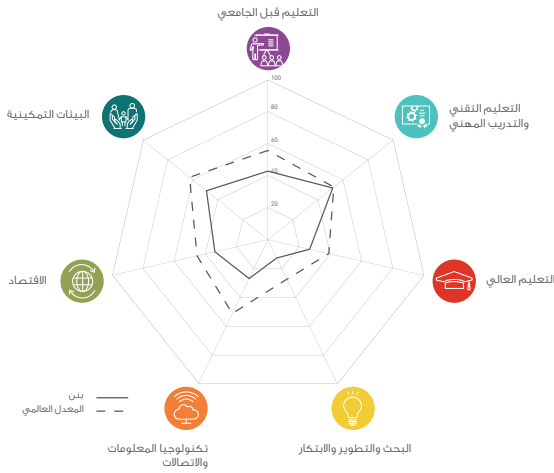 التعليم قبل الجامعي
التعليم التقني
والتدريب المهني
البيئات التمكينية
100
80
60
40
20
التعليم العالي
الاقتصاد
بنن
المعدل العالمي
البحث والتطوير والابتكار
تكنولوجيا المعلومات
والاتصالات